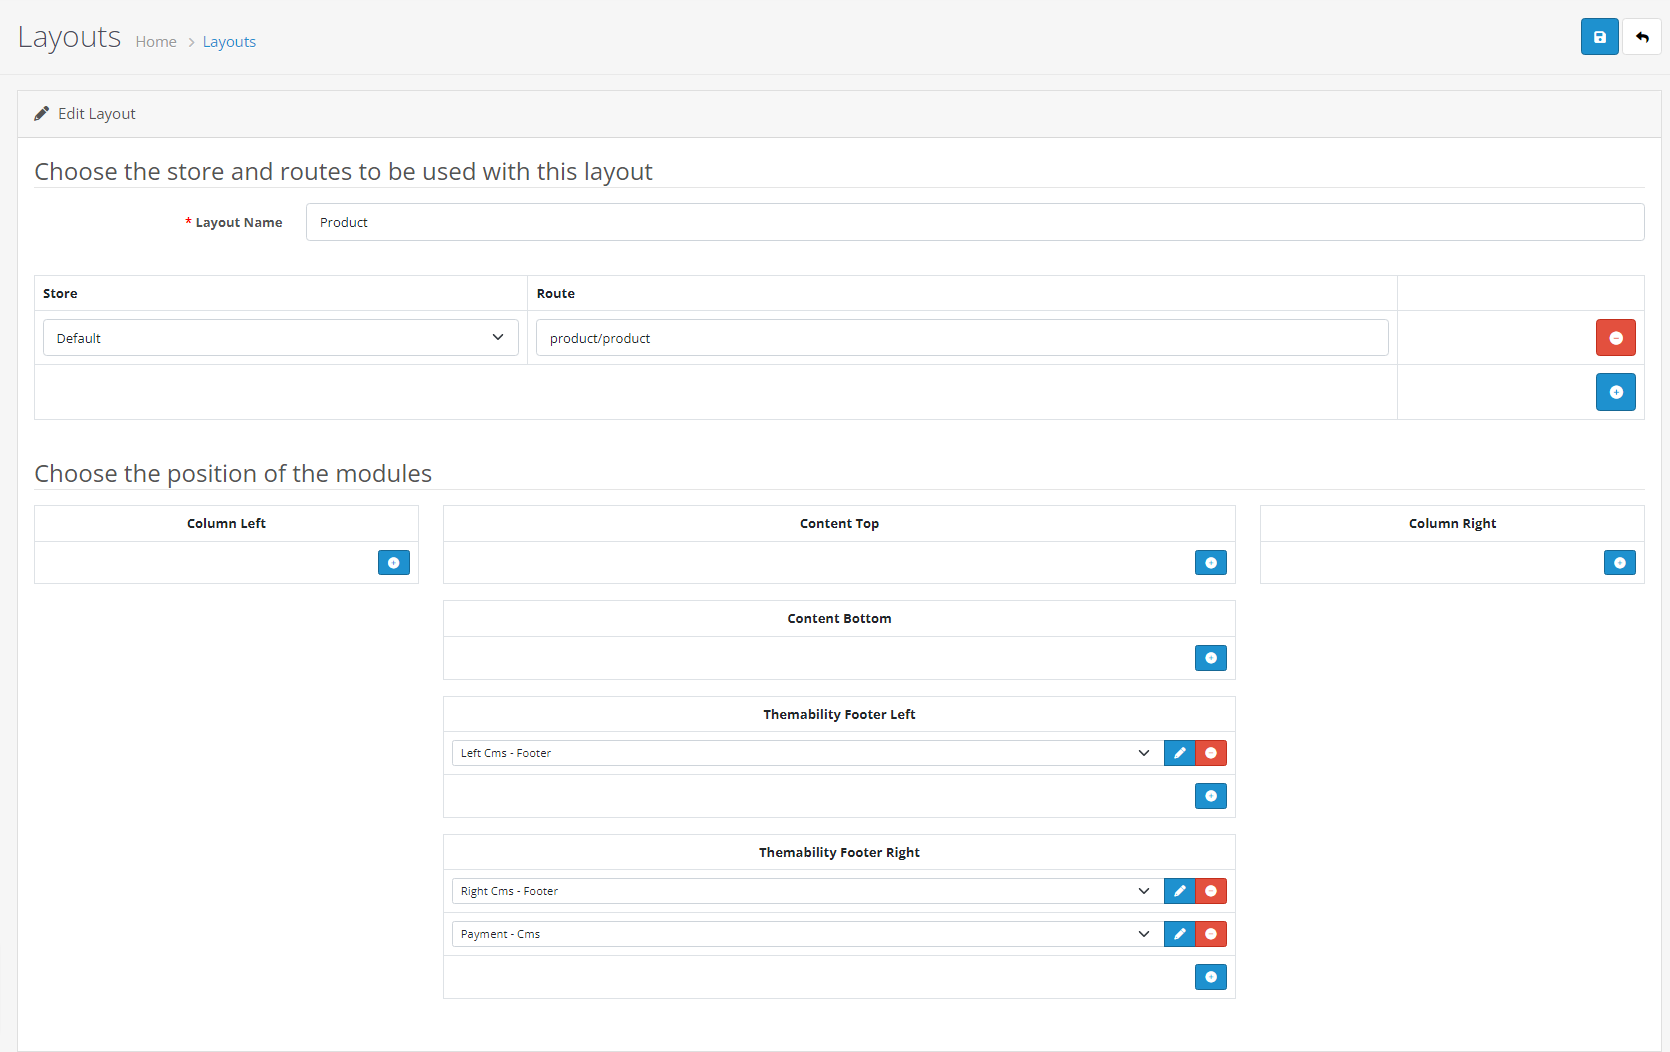 Layouts Home > Layouts
Edit Layout
Choose the store and routes to be used with this layout
* Layout Name Product
Store Route
Default product/product
Choose the position of the modules
Column Left Content Top Column Right
Content Bottom
Themability Footer Left
Left Cms - Footer
Themability Footer Right
Right Cms - Footer
Payment - Cms